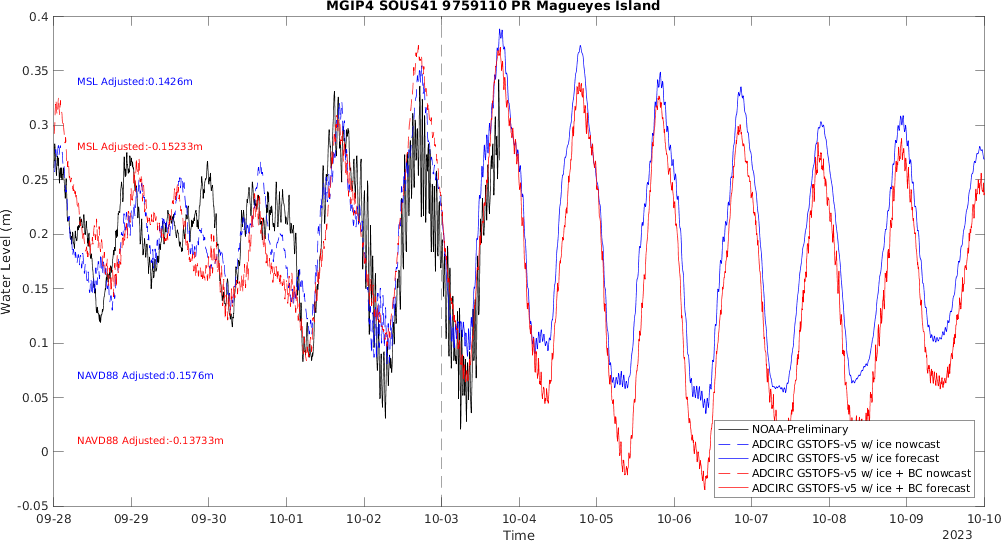 MGIP4 SOUS41 9759110 PR Magueyes Island
0.4
0.35
0.3
0.25
0.2
0.15
0.1
0.05
0
-0.05
Water Level (m)
MSL Adjusted:0.1426m
MSL Adjusted:-0.15233m
NAVD88 Adjusted:0.1576m
NAVD88 Adjusted:-0.13733m
NOAA-Preliminary
ADCIRC GSTOFS-v5 w/ ice nowcast
ADCIRC GSTOFS-v5 w/ ice forecast
ADCIRC GSTOFS-v5 w/ ice + BC nowcast
ADCIRC GSTOFS-v5 w/ ice + BC forecast
09-28 09-29 09-30 10-01 10-02 10-03 10-04 10-05 10-06 10-07 10-08 10-09 10-10
Time
2023